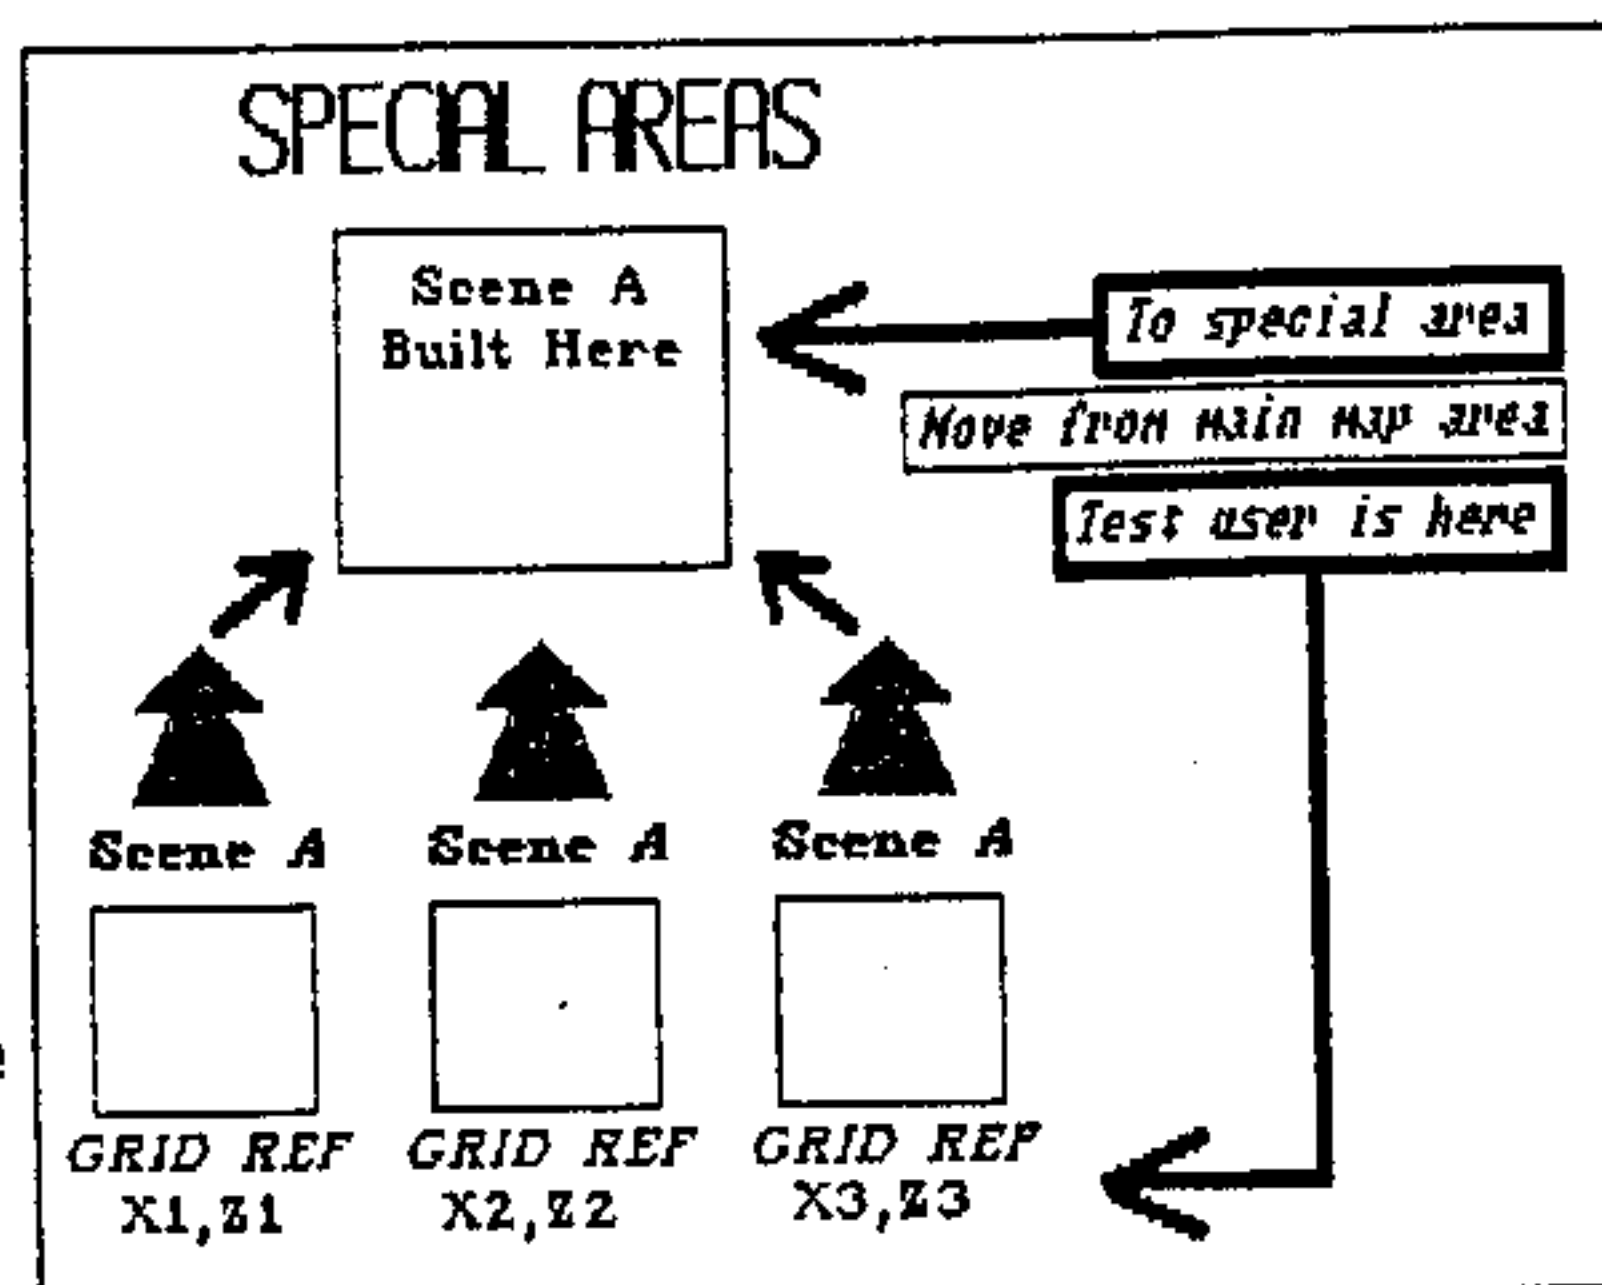 SPECIAL AREAS
Scene A
Built Here
To special area
Move from main map area
Test user is here
Scene A Scene A Scene A
GRID REF GRID REF GRID REF
X1,Z1 X2,Z2 X3,Z3